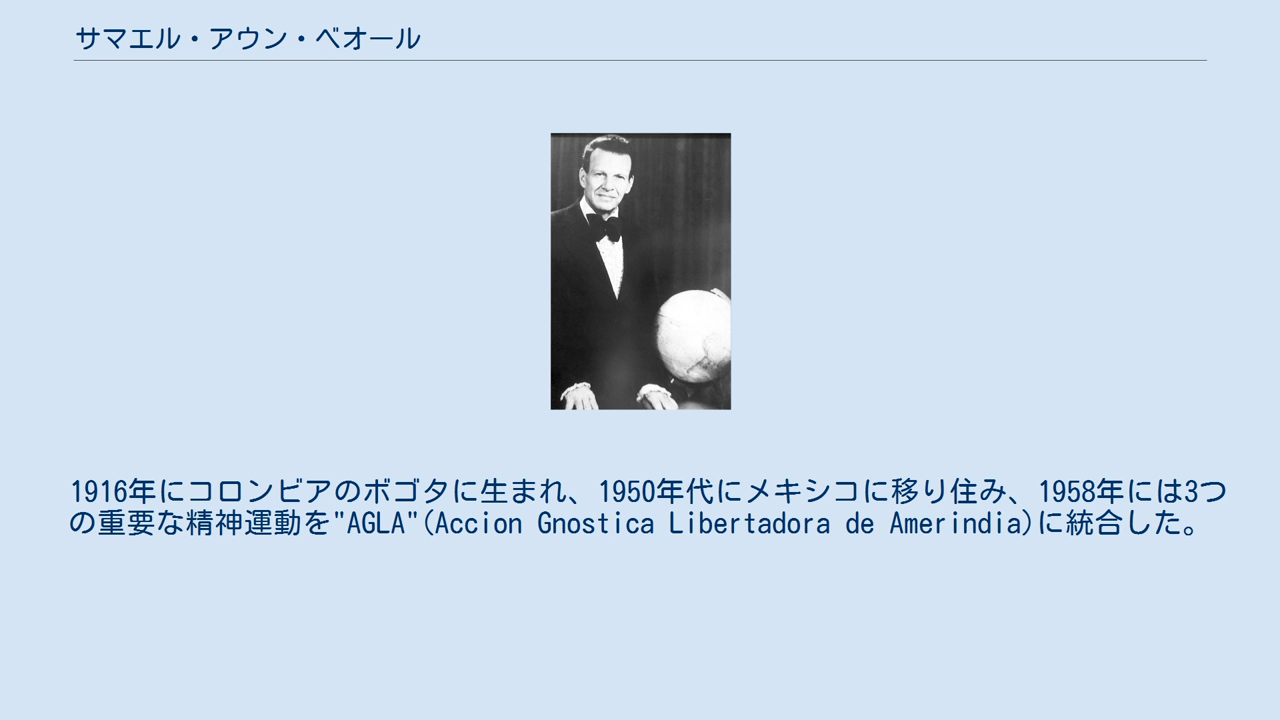 サマエル・アウン・ベオール
1916年にコロンビアのボゴタに生まれ、1950年代にメキシコに移り住み、1958年には3つ
の重要な精神運動を"AGLA"(Accion Gnostica Libertadora de Amerindia)に統合した。